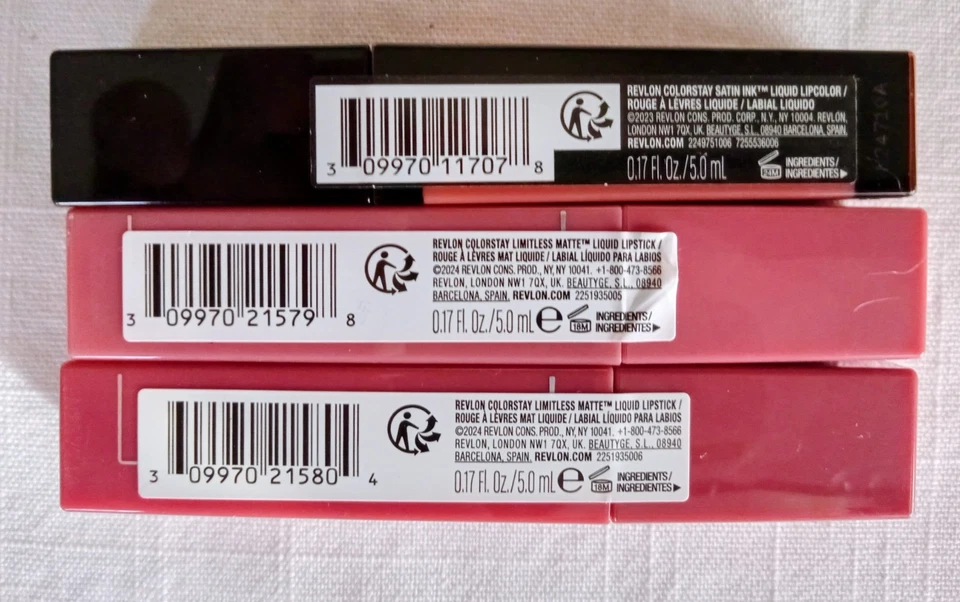 REVLON COLORSTAY SATIN INK™ LIQUID LIPCOLOR /
ROUGE À LÈVRES LIQUIDE / LABIAL LIQUIDO
©2023 REVLON CONS. PROD. CORP., N.Y., NY 10004. REVLON,
LONDON NW1 7QX, UK. BEAUTYGE, S.L., 08940 BARCELONA, SPAIN.
REVLON.COM 2249751006 7255536006
0.17 Fl. Oz./5.0 mL
24M
INGREDIENTS/
INGREDIENTES
3 09970 11707 8
REVLON COLORSTAY LIMITLESS MATTE™ LIQUID LIPSTICK /
ROUGE À LÈVRES MAT LIQUIDE / LABIAL LÍQUIDO PARA LABIOS
©2024 REVLON CONS. PROD., NY, NY 10041. +1-800-473-8566
REVLON, LONDON NW1 7QX, UK. BEAUTYGE, S.L., 08940
BARCELONA, SPAIN. REVLON.COM 2251935005
0.17 Fl. Oz./5.0 mL e
18M
INGREDIENTS/
INGREDIENTES
3 09970 21579 8
REVLON COLORSTAY LIMITLESS MATTE™ LIQUID LIPSTICK /
ROUGE À LÈVRES MAT LIQUIDE / LABIAL LÍQUIDO PARA LABIOS
©2024 REVLON CONS. PROD., NY, NY 10041. +1-800-473-8566
REVLON, LONDON NW1 7QX, UK. BEAUTYGE, S.L., 08940
BARCELONA, SPAIN. REVLON.COM 2251935006
0.17 Fl. Oz./5.0 mL e
18M
INGREDIENTS/
INGREDIENTES
3 09970 21580 4